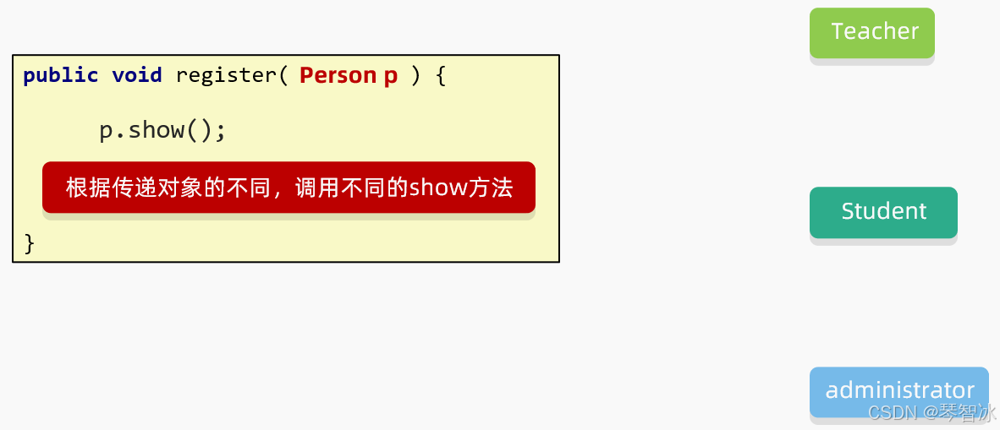 Teacher
public void register( Person p ) {
p.show();
根据传递对象的不同，调用不同的show方法
}
Student
administrator
CSDN @琴智冰